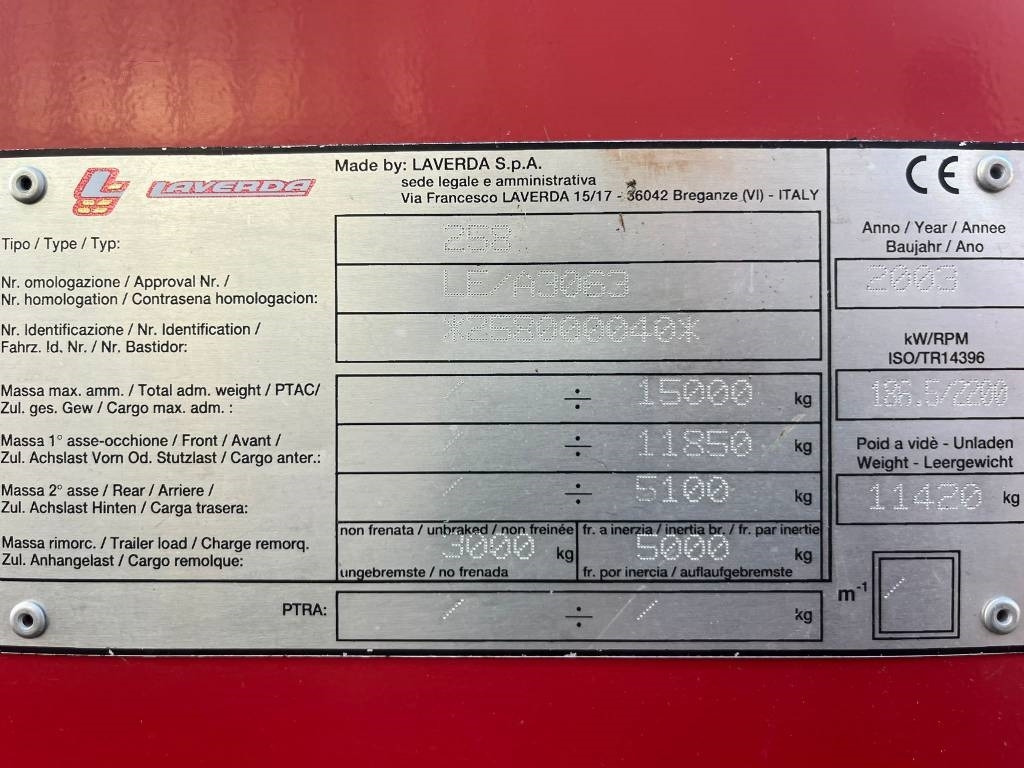 LAVERDA
Made by: LAVERDA S.p.A.
sede legale e amministrativa
Via Francesco LAVERDA 15/17 - 36042 Breganze (VI) - ITALY
CE
Tipo / Type / Typ: 258
Nr. omologazione / Approval Nr. /
Nr. homologation / Contrasena homologacion: LE/A3063
Nr. Identificazione / Nr. Identification /
Fahrz. Id. Nr. / Nr. Bastidor: *258000040*
Anno / Year / Annee
Baujahr / Ano
2003
kW/RPM
ISO/TR14396
186.5/2200
Massa max. amm. / Total adm. weight / PTAC/
Zul. ges. Gew / Cargo max. adm. : / ÷ 15000 kg
Massa 1° asse-occhione / Front / Avant /
Zul. Achslast Vorn Od. Stutzlast / Cargo anter.: / ÷ 11850 kg
Massa 2° asse / Rear / Arriere /
Zul. Achslast Hinten / Carga trasera: / ÷ 5100 kg
Poid a vidè - Unladen
Weight - Leergewicht
11420 kg
Massa rimorc. / Trailer load / Charge remorq.
Zul. Anhangelast / Cargo remolque:
non frenata / unbraked / non freinée
3000 kg
ungebremste / no frenada
fr. a inerzia / inertia br. / fr. par inertie
5000 kg
fr. por inercia / auflaufgebremste
PTRA: / ÷ / kg
m-1 /